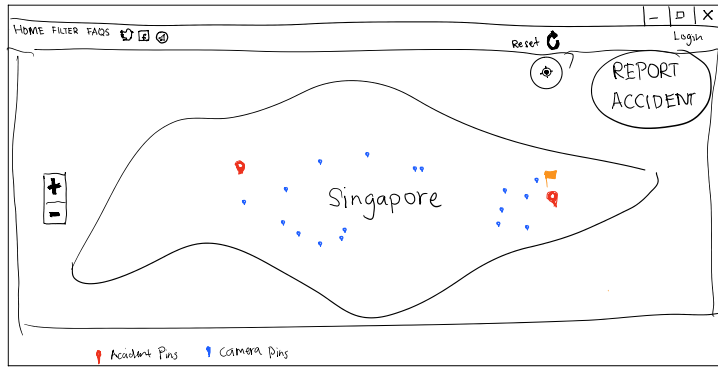 HOME FILTER FAQS
Login
Reset
REPORT
ACCIDENT
+
Singapore
-
Accident Pins
Camera Pins